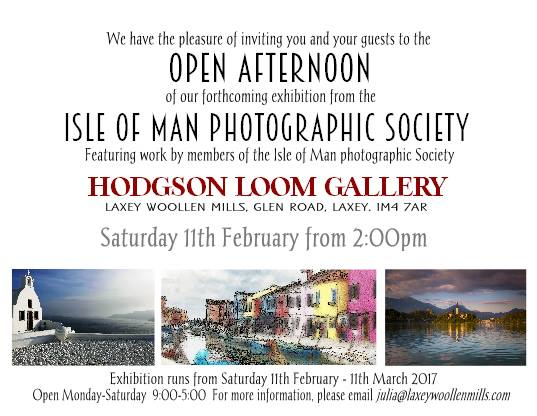 We have the pleasure of inviting you and your guests to the
OPEN AFTERNOON
of our forthcoming exhibition from the
ISLE OF MAN PHOTOGRAPHIC SOCIETY
Featuring work by members of the Isle of Man photographic Society
HODGSON LOOM GALLERY
LAXEY WOOLLEN MILLS, GLEN ROAD, LAXEY. IM4 7AR
Saturday 11th February from 2:00pm
Exhibition runs from Saturday 11th February - 11th March 2017
Open Monday-Saturday 9:00-5:00 For more information, please email julia@laxeywoollenmills.com